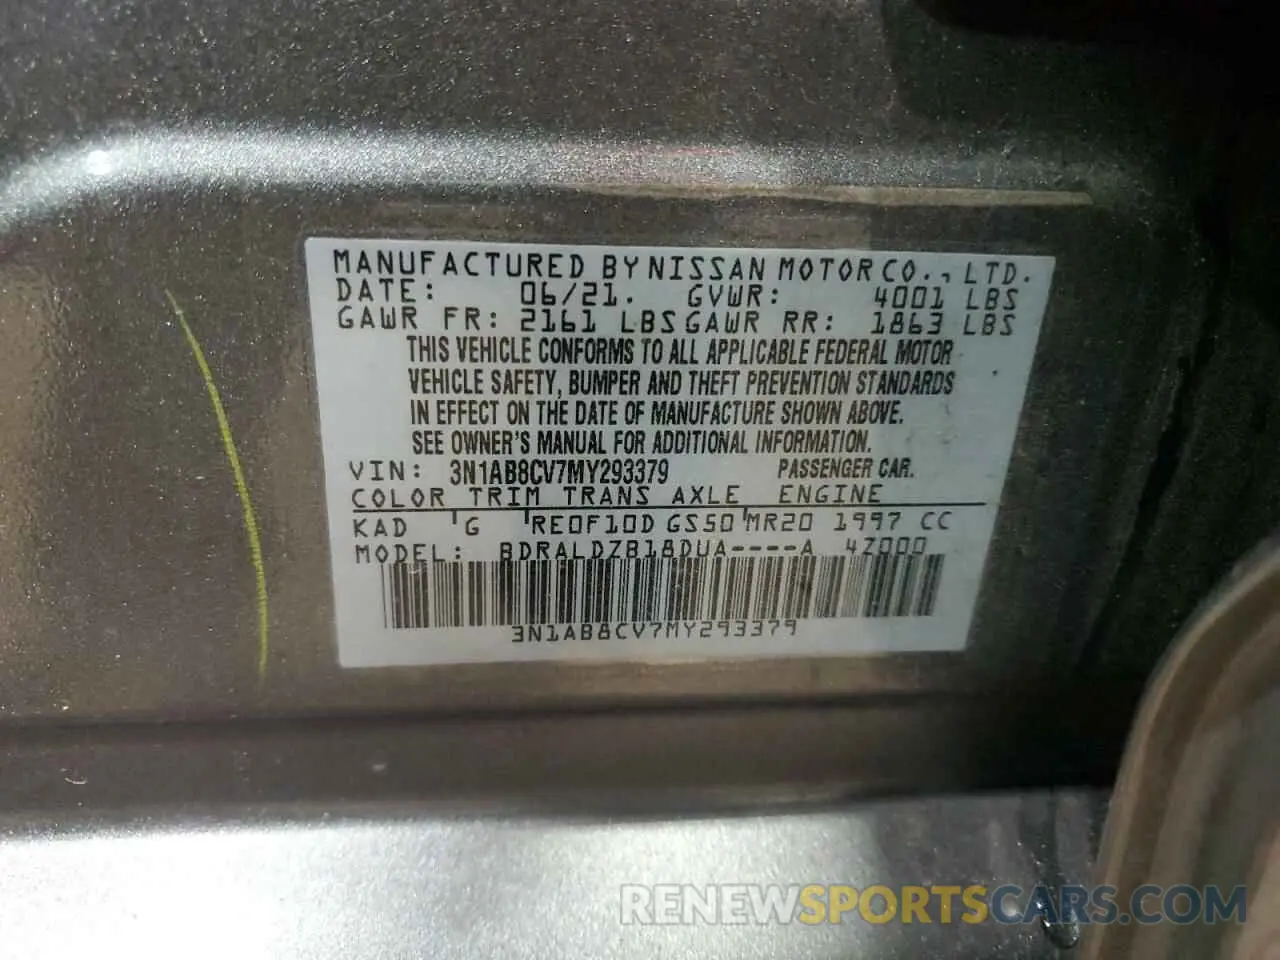 MANUFACTURED BY NISSAN MOTOR CO., LTD.
DATE: 06/21. GVWR: 4001 LBS
GAWR FR: 2161 LBS GAWR RR: 1863 LBS
THIS VEHICLE CONFORMS TO ALL APPLICABLE FEDERAL MOTOR
VEHICLE SAFETY, BUMPER AND THEFT PREVENTION STANDARDS
IN EFFECT ON THE DATE OF MANUFACTURE SHOWN ABOVE.
SEE OWNER'S MANUAL FOR ADDITIONAL INFORMATION.
VIN: 3N1AB8CV7MY293379 PASSENGER CAR.
COLOR TRIM TRANS AXLE ENGINE
KAD G RE0F10D GS50 MR20 1997 CC
MODEL: BDRALDZB18DUA----A 4Z000
3N1AB8CV7MY293379
RENEWSPORTSCARS.COM